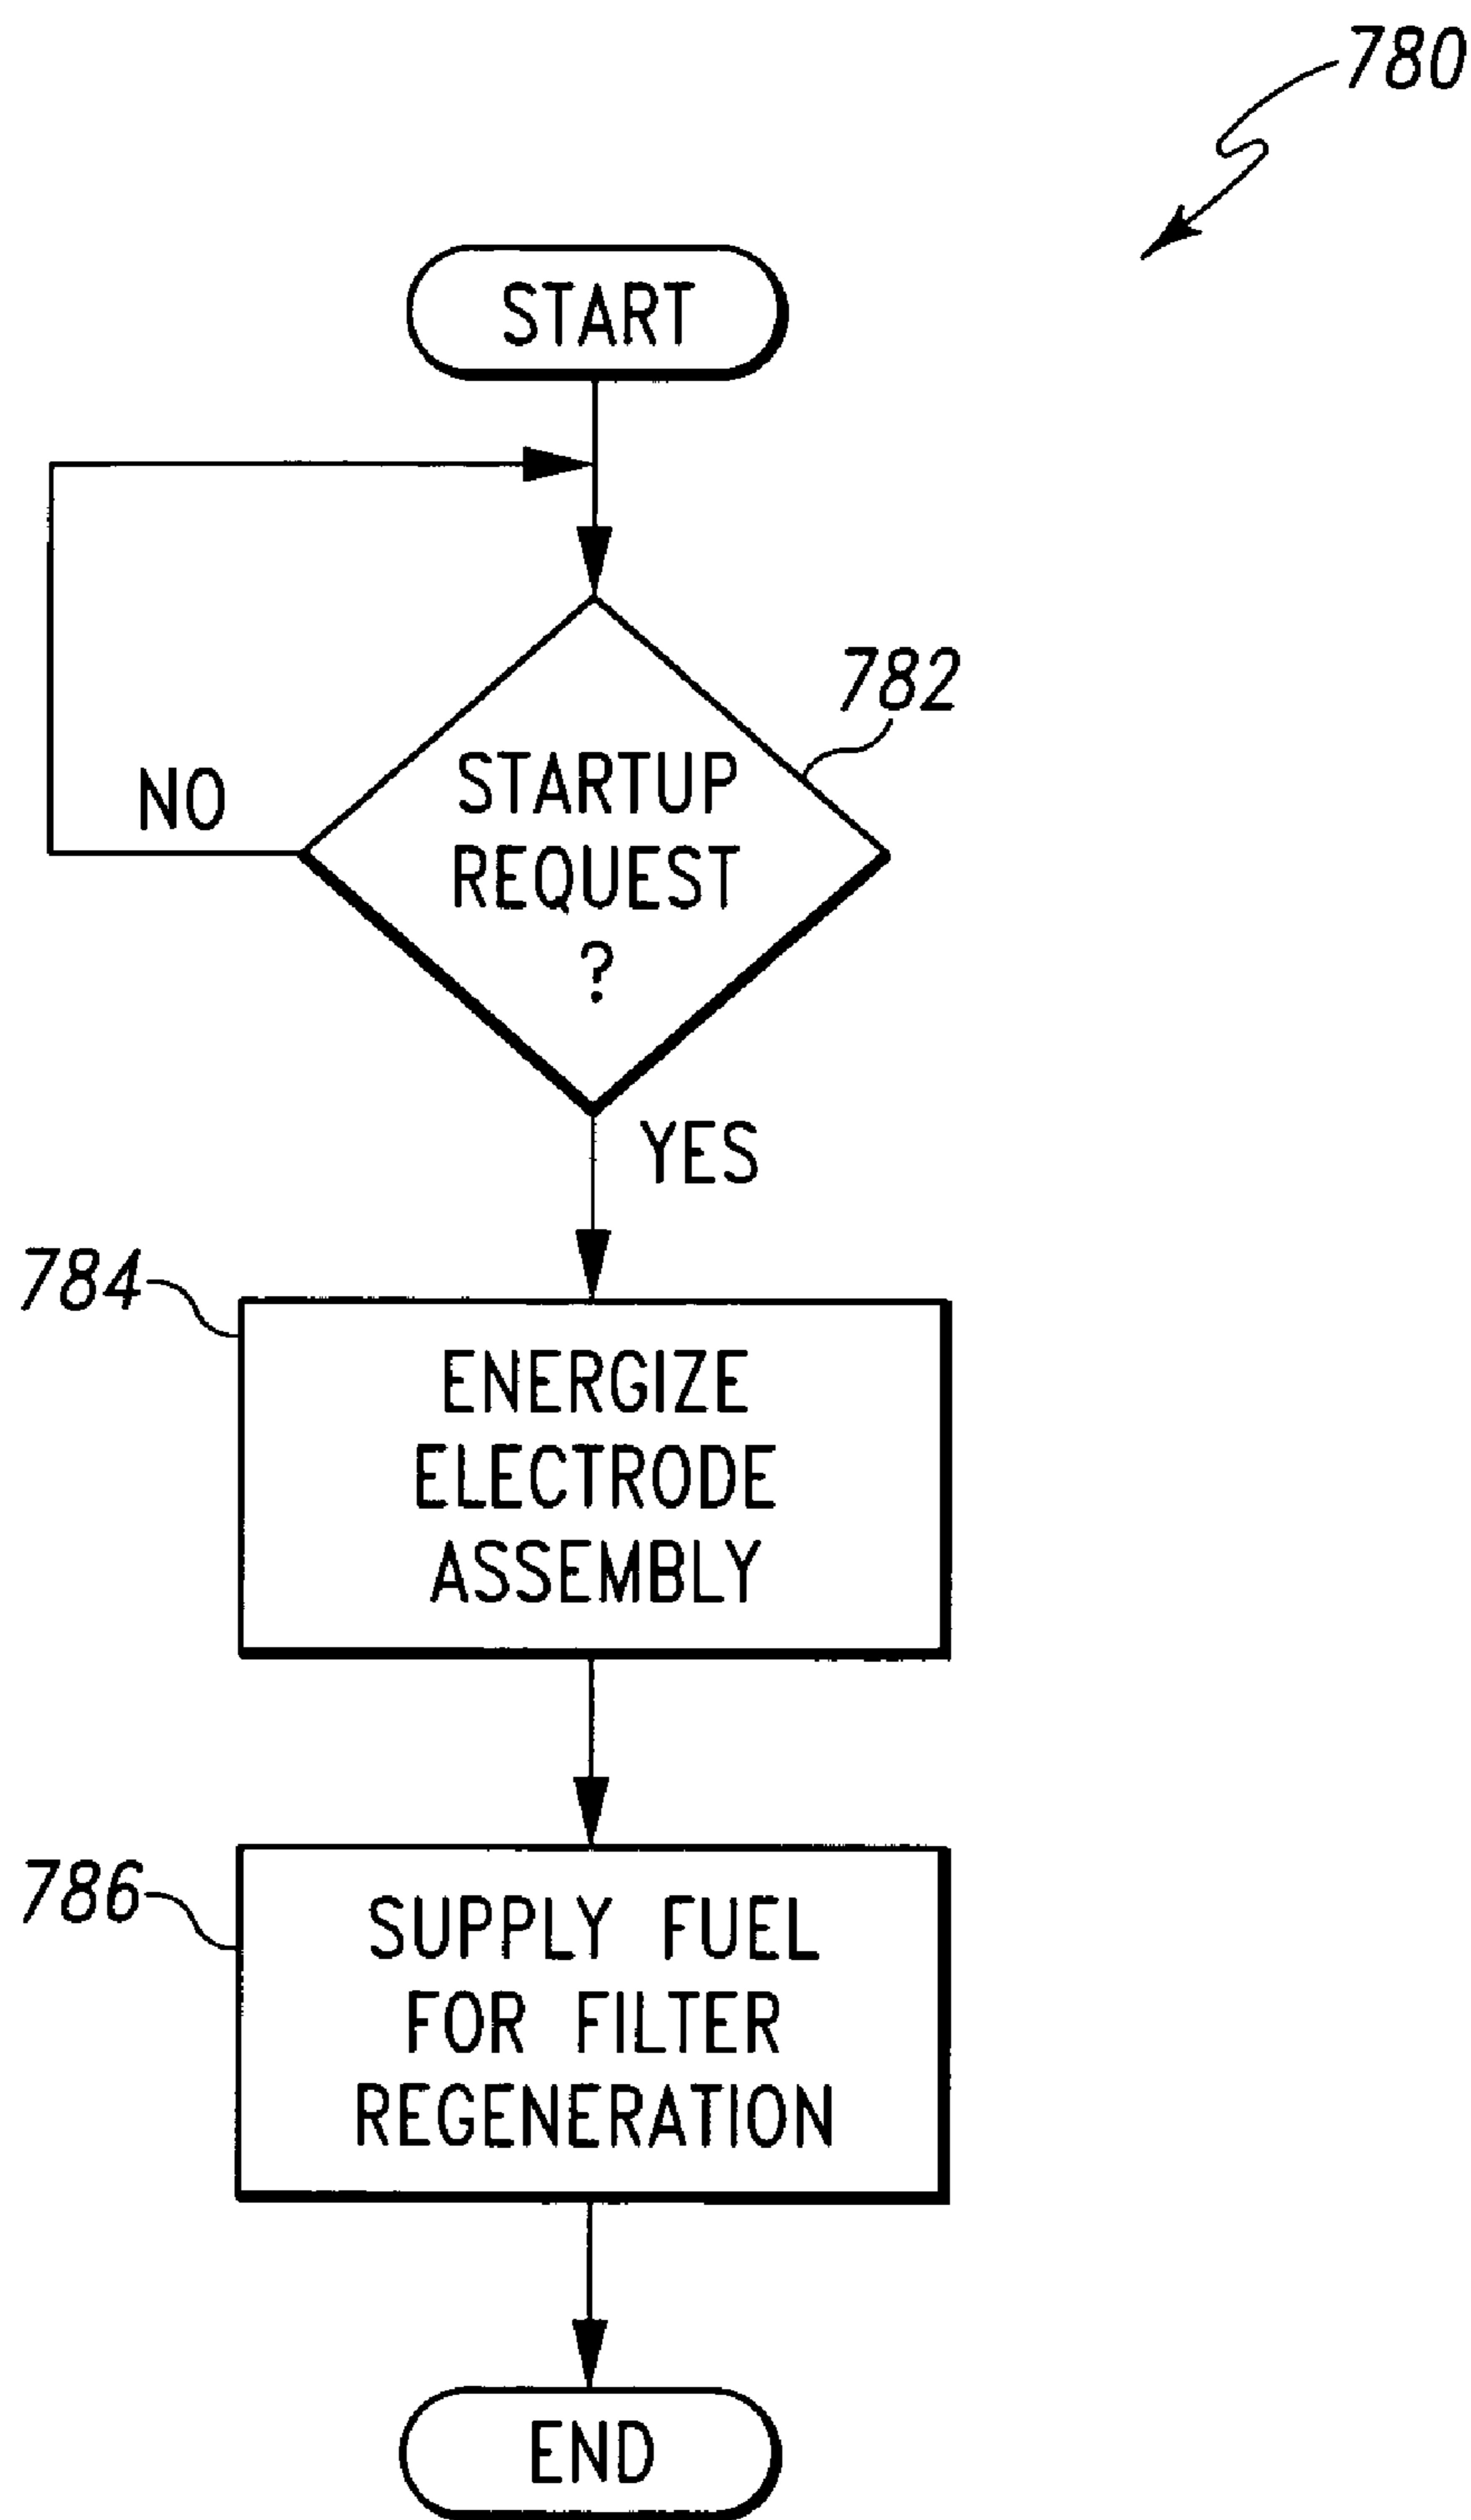 780
START
782
STARTUP
REQUEST
?
NO
YES
784
ENERGIZE
ELECTRODE
ASSEMBLY
786
SUPPLY FUEL
FOR FILTER
REGENERATION
END